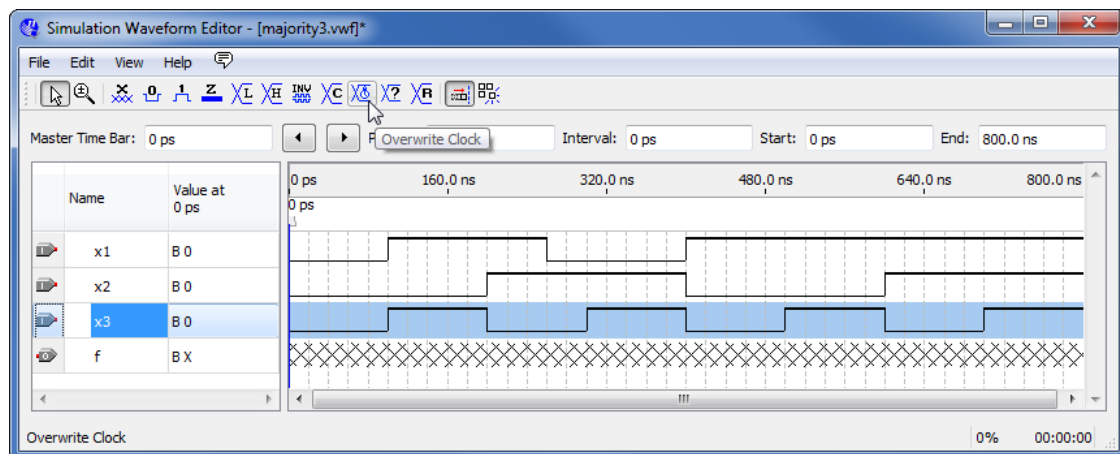 Simulation Waveform Editor - [majority3.vwf]*
File Edit View Help
0 1 Z L H INV C ? R
Master Time Bar: 0 ps Interval: 0 ps Start: 0 ps End: 800.0 ns
Overwrite Clock
Name Value at 0 ps
0 ps 160.0 ns 320.0 ns 480.0 ns 640.0 ns 800.0 ns
0 ps
x1 B 0
x2 B 0
x3 B 0
f B X
Overwrite Clock 0% 00:00:00